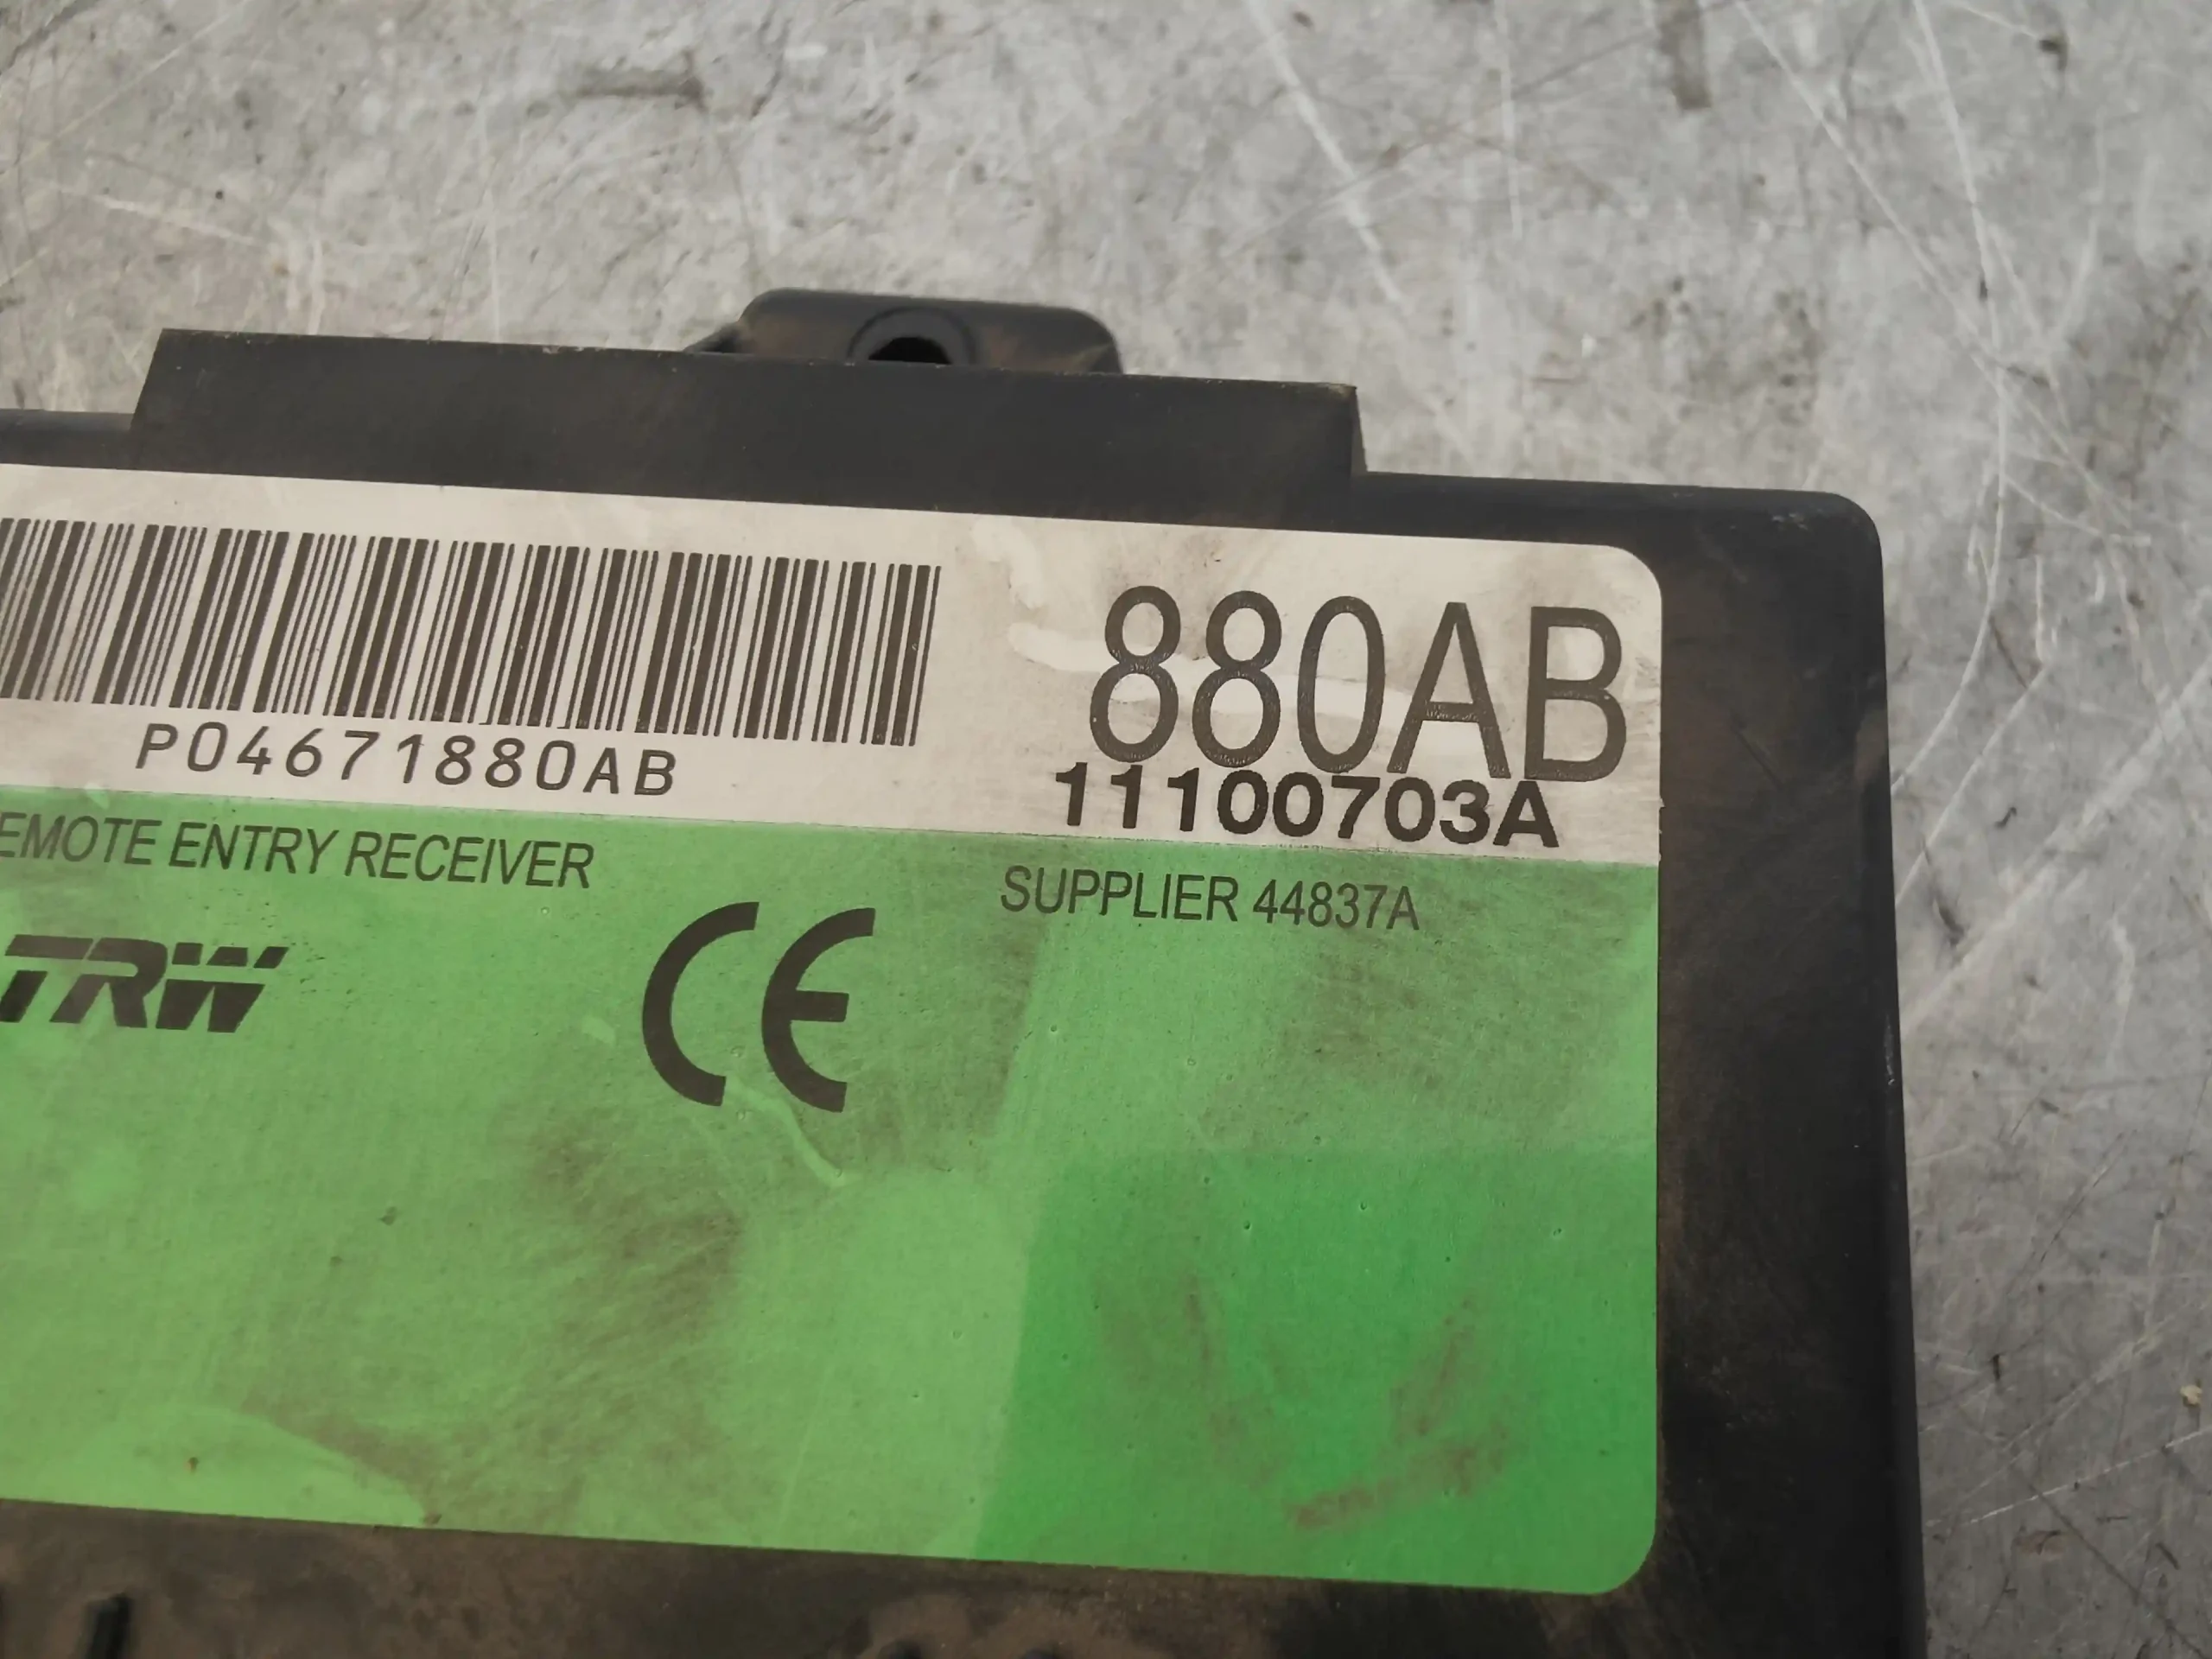 880AB
P04671880AB
11100703A
EMOTE ENTRY RECEIVER
SUPPLIER 44837A
TRW
CE